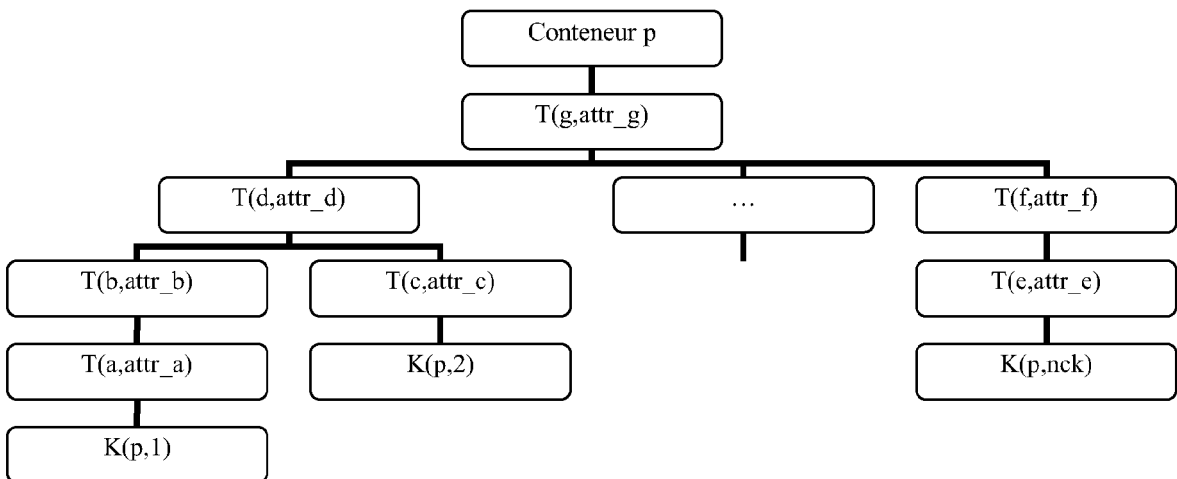 Conteneur p
T(g,attr_g)
T(d,attr_d)
…
T(f,attr_f)
T(b,attr_b)
T(c,attr_c)
T(e,attr_e)
T(a,attr_a)
K(p,2)
K(p,nck)
K(p,1)